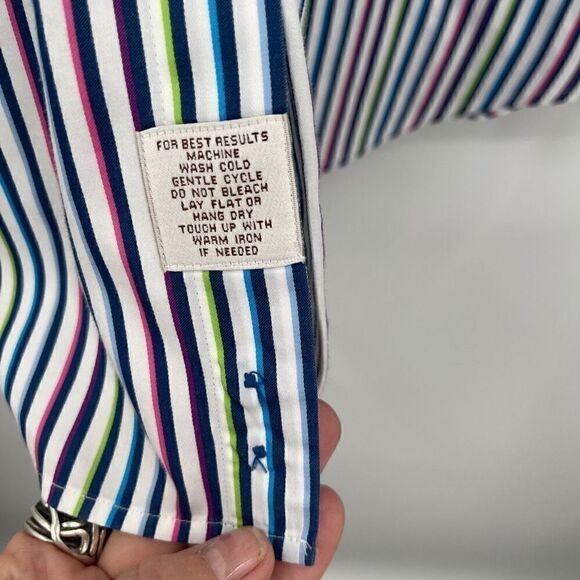 FOR BEST RESULTS
MACHINE
WASH COLD
GENTLE CYCLE
DO NOT BLEACH
LAY FLAT OR
HANG DRY
TOUCH UP WITH
WARM IRON
IF NEEDED